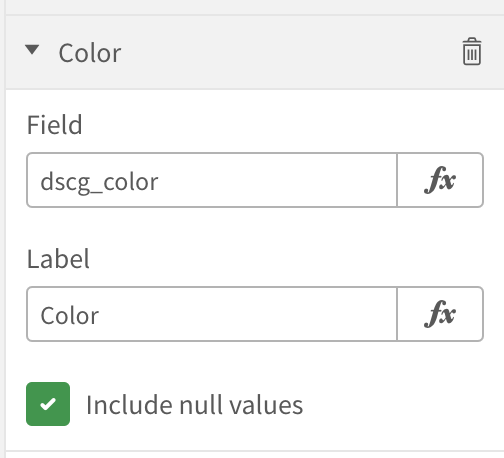 Color
Field
dscg_color fx
Label
Color fx
Include null values